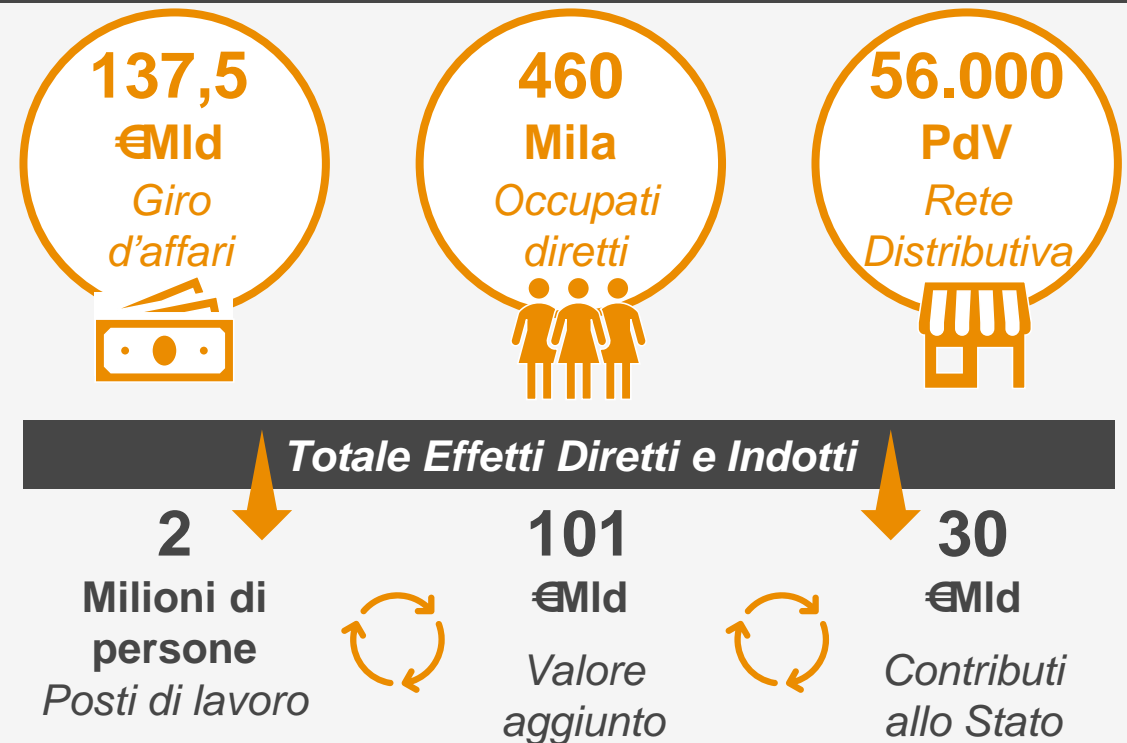 137,5
€Mld
Giro
d'affari
460
Mila
Occupati
diretti
56.000
PdV
Rete
Distributiva
Totale Effetti Diretti e Indotti
2
Milioni di
persone
Posti di lavoro
101
€Mld
Valore
aggiunto
30
€Mld
Contributi
allo Stato